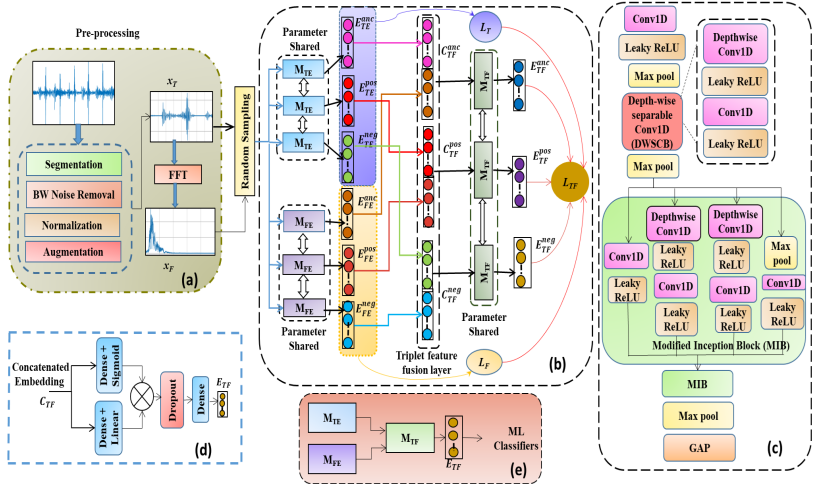 Pre-processing
x_T
Segmentation
BW Noise Removal
Normalization
Augmentation
FFT
x_F
(a)
Random Sampling
Parameter
Shared
M_TE
M_TE
M_TE
M_FE
M_FE
M_FE
Parameter
Shared
E_TE^anc
E_TE^pos
E_TE^neg
E_FE^anc
E_FE^pos
E_FE^neg
C_TF^anc
C_TF^pos
C_TF^neg
Triplet feature
fusion layer
L_T
M_TF
M_TF
M_TF
Parameter
Shared
E_TF^anc
E_TF^pos
E_TF^neg
L_TF
L_F
(b)
Conv1D
Leaky ReLU
Max pool
Depth-wise
separable
Conv1D
(DWSCB)
Max pool
Depthwise
Conv1D
Leaky ReLU
Conv1D
Leaky ReLU
Conv1D
Leaky
ReLU
Depthwise
Conv1D
Leaky
ReLU
Conv1D
Leaky
ReLU
Depthwise
Conv1D
Leaky
ReLU
Conv1D
Leaky
ReLU
Max
pool
Conv1D
Leaky
ReLU
Modified Inception Block (MIB)
MIB
Max pool
GAP
(c)
Concatenated
Embedding
C_TF
Dense +
Sigmoid
Dense +
Linear
Dropout
Dense
E_TF
(d)
M_TE
M_FE
M_TF
E_TF
ML
Classifiers
(e)